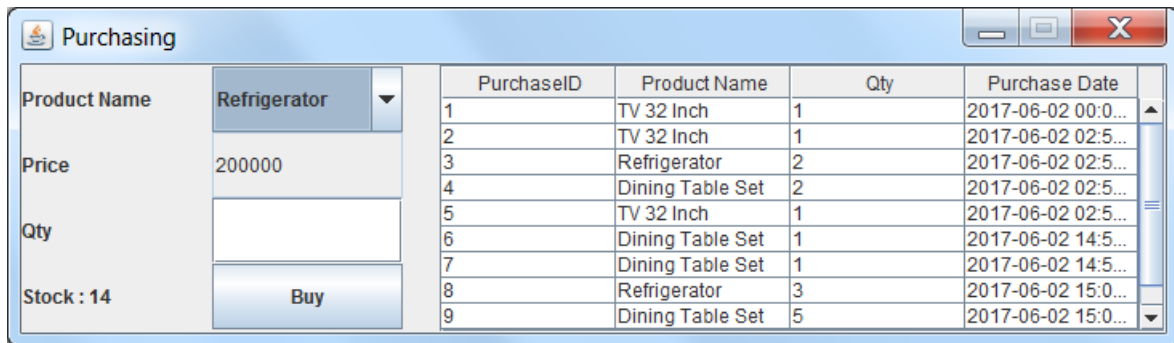 Purchasing
Product Name
Refrigerator
Price
200000
Qty
Stock : 14
Buy
PurchaseID Product Name Qty Purchase Date
1 TV 32 Inch 1 2017-06-02 00:0...
2 TV 32 Inch 1 2017-06-02 02:5...
3 Refrigerator 2 2017-06-02 02:5...
4 Dining Table Set 2 2017-06-02 02:5...
5 TV 32 Inch 1 2017-06-02 02:5...
6 Dining Table Set 1 2017-06-02 14:5...
7 Dining Table Set 1 2017-06-02 14:5...
8 Refrigerator 3 2017-06-02 15:0...
9 Dining Table Set 5 2017-06-02 15:0...